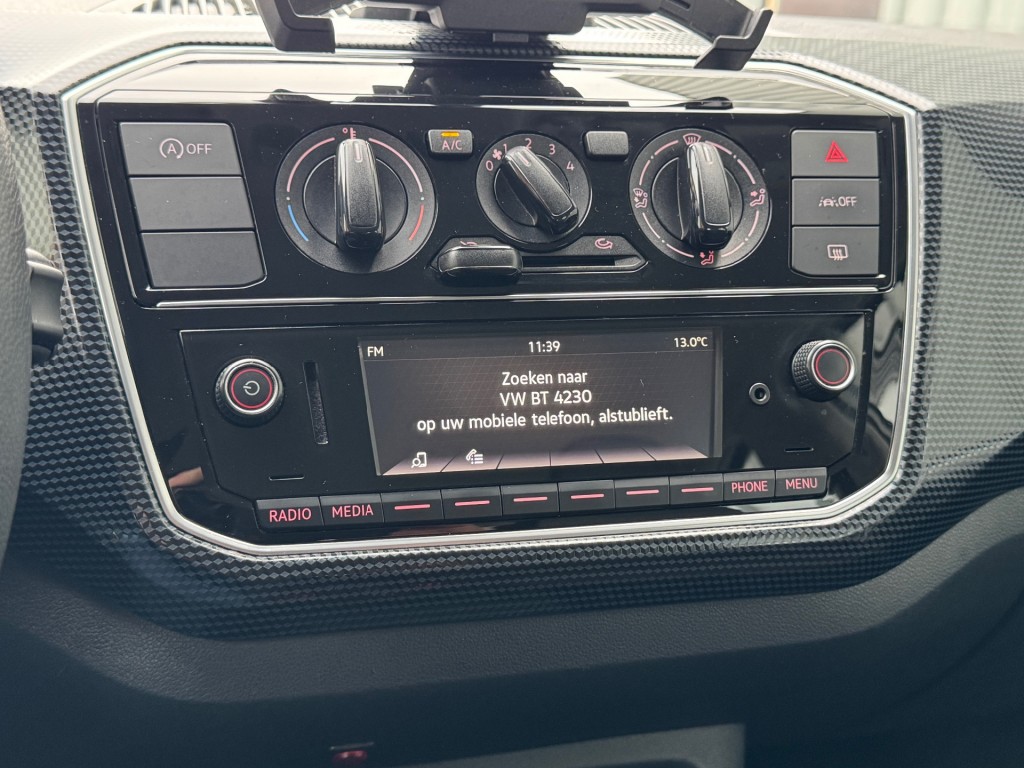 A OFF
A/C
0 1 2 3 4
OFF
FM 11:39 13.0°C
Zoeken naar
VW BT 4230
op uw mobiele telefoon, alstublieft.
RADIO MEDIA PHONE MENU